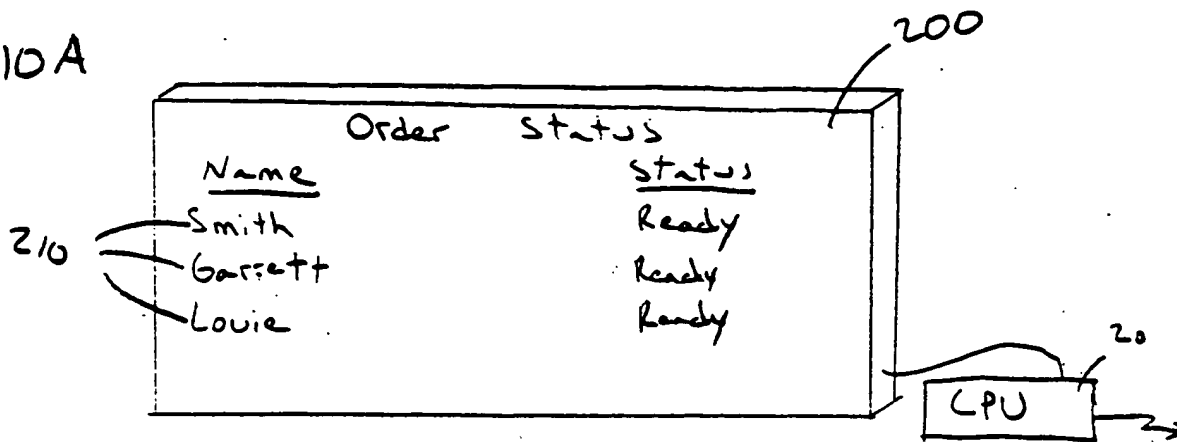 10A
200
Order Status
Name Status
Smith Ready
210
Garrett Ready
Louie Ready
20
CPU